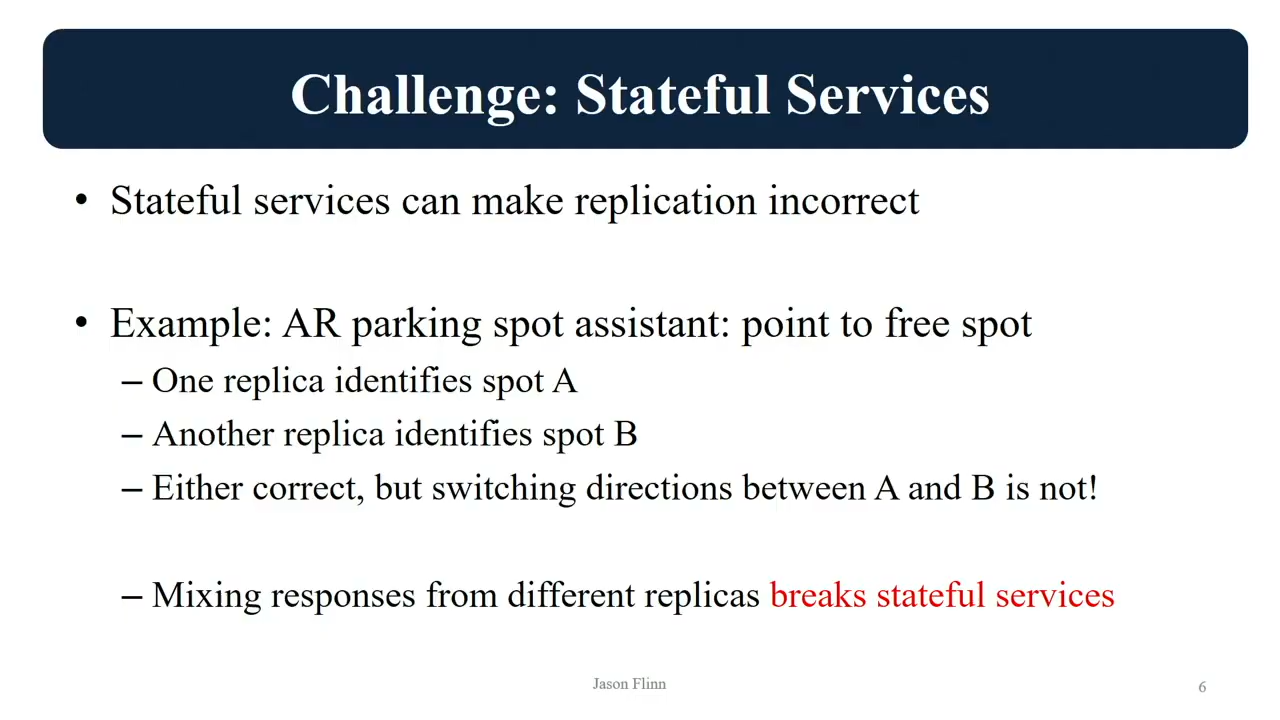 Challenge: Stateful Services
• Stateful services can make replication incorrect
• Example: AR parking spot assistant: point to free spot
– One replica identifies spot A
– Another replica identifies spot B
– Either correct, but switching directions between A and B is not!
– Mixing responses from different replicas breaks stateful services
Jason Flinn
6